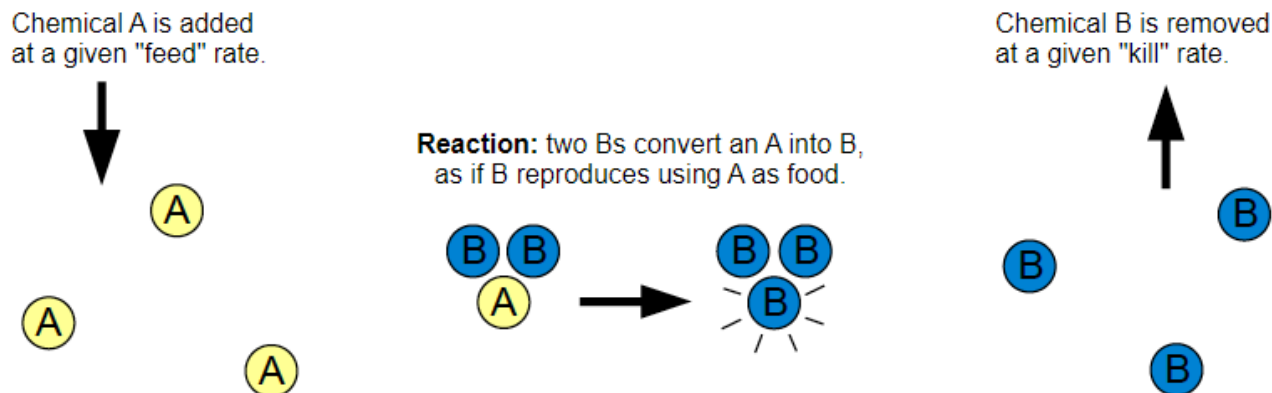 Chemical A is added
at a given "feed" rate.
Chemical B is removed
at a given "kill" rate.
Reaction: two Bs convert an A into B,
as if B reproduces using A as food.
A
A
A
B B
A
B B
B
B
B
B